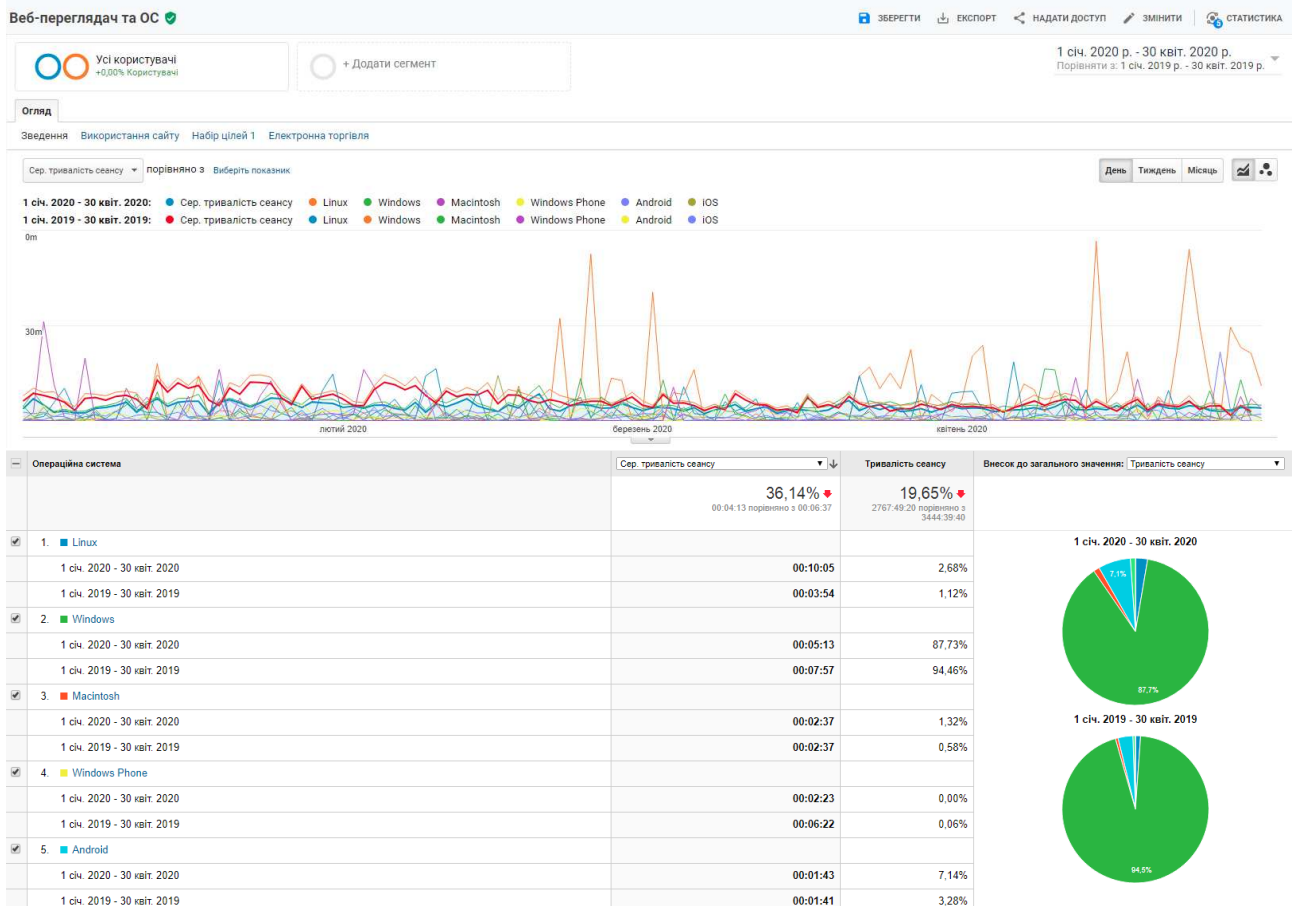 Веб-переглядач та ОС
ЗБЕРЕГТИ ЕКСПОРТ НАДАТИ ДОСТУП ЗМІНИТИ СТАТИСТИКА
Усі користувачі
+0,00% Користувачі
+ Додати сегмент
1 січ. 2020 р. - 30 квіт. 2020 р.
Порівняти з: 1 січ. 2019 р. - 30 квіт. 2019 р.
Огляд
Зведення Використання сайту Набір цілей 1 Електронна торгівля
Сер. тривалість сеансу порівняно з Виберіть показник
День Тиждень Місяць
1 січ. 2020 - 30 квіт. 2020: Сер. тривалість сеансу Linux Windows Macintosh Windows Phone Android iOS
1 січ. 2019 - 30 квіт. 2019: Сер. тривалість сеансу Linux Windows Macintosh Windows Phone Android iOS
0m
30m
лютий 2020 березень 2020 квітень 2020
Операційна система Сер. тривалість сеансу Тривалість сеансу Внесок до загального значення: Тривалість сеансу
36,14% 19,65%
00:04:13 порівняно з 00:06:37 2767:49:20 порівняно з
3444:39:40
1. Linux
1 січ. 2020 - 30 квіт. 2020 00:10:05 2,68%
1 січ. 2019 - 30 квіт. 2019 00:03:54 1,12%
2. Windows
1 січ. 2020 - 30 квіт. 2020 00:05:13 87,73%
1 січ. 2019 - 30 квіт. 2019 00:07:57 94,46%
3. Macintosh
1 січ. 2020 - 30 квіт. 2020 00:02:37 1,32%
1 січ. 2019 - 30 квіт. 2019 00:02:37 0,58%
4. Windows Phone
1 січ. 2020 - 30 квіт. 2020 00:02:23 0,00%
1 січ. 2019 - 30 квіт. 2019 00:06:22 0,06%
5. Android
1 січ. 2020 - 30 квіт. 2020 00:01:43 7,14%
1 січ. 2019 - 30 квіт. 2019 00:01:41 3,28%
1 січ. 2020 - 30 квіт. 2020
7,1%
87,7%
1 січ. 2019 - 30 квіт. 2019
94,5%